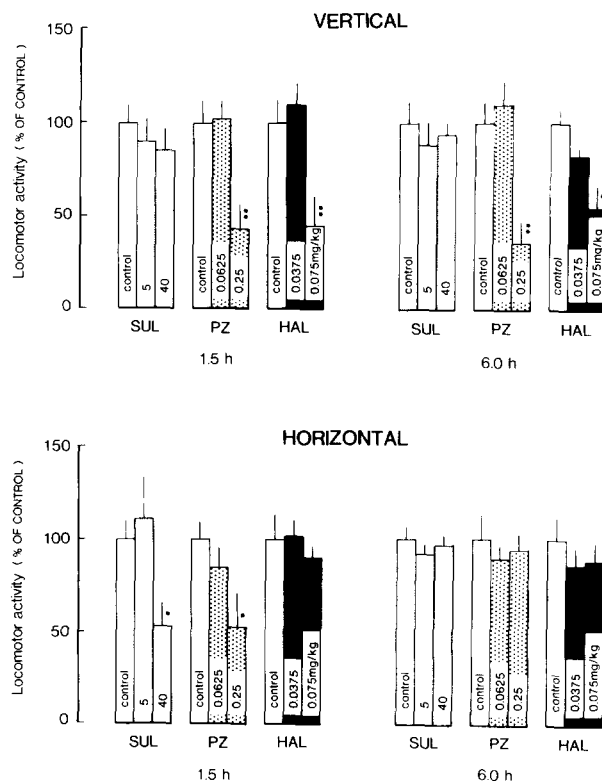 VERTICAL
Locomotor activity ( % OF CONTROL )
150
100
50
0
control
5
40
control
0.0625
0.25
**
control
0.0375
0.075mg/kg
**
control
5
40
control
0.0625
0.25
**
control
0.0375
0.075mg/kg
SUL PZ HAL SUL PZ HAL
1.5 h 6.0 h
HORIZONTAL
Locomotor activity ( % OF CONTROL )
150
100
50
0
control
5
40
*
control
0.0625
0.25
*
control
0.0375
0.075mg/kg
control
5
40
control
0.0625
0.25
control
0.0375
0.075mg/kg
SUL PZ HAL SUL PZ HAL
1.5 h 6.0 h